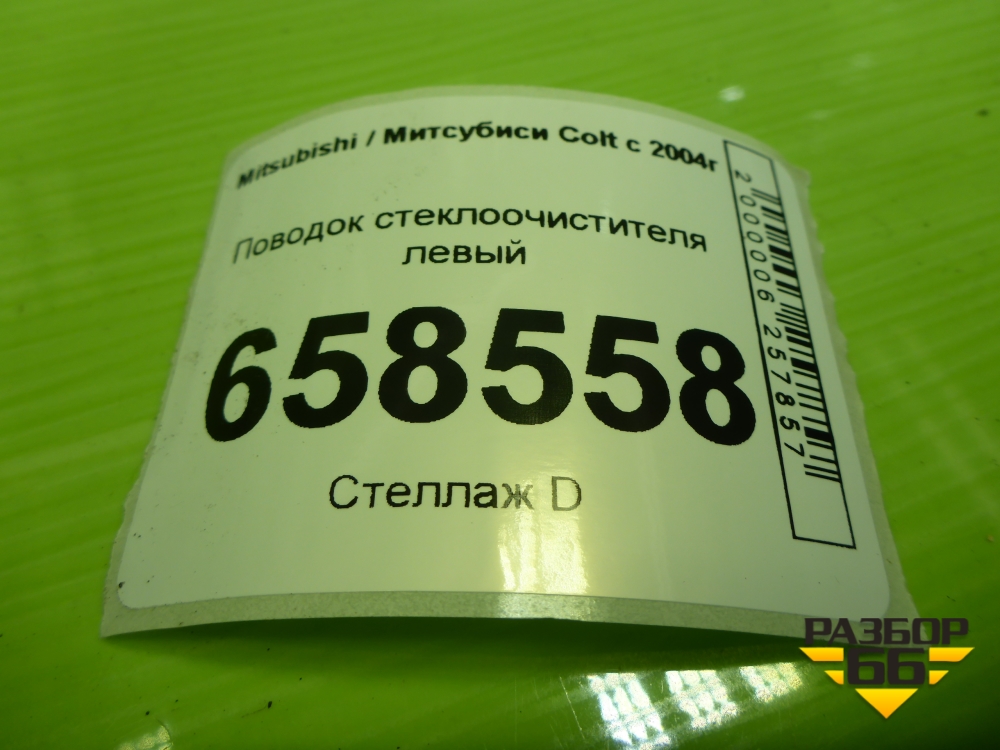 Mitsubishi / Митсубиси Colt с 2004г
Поводок стеклоочистителя
левый
658558
Стеллаж D
2000006257857
РАЗБОР
66